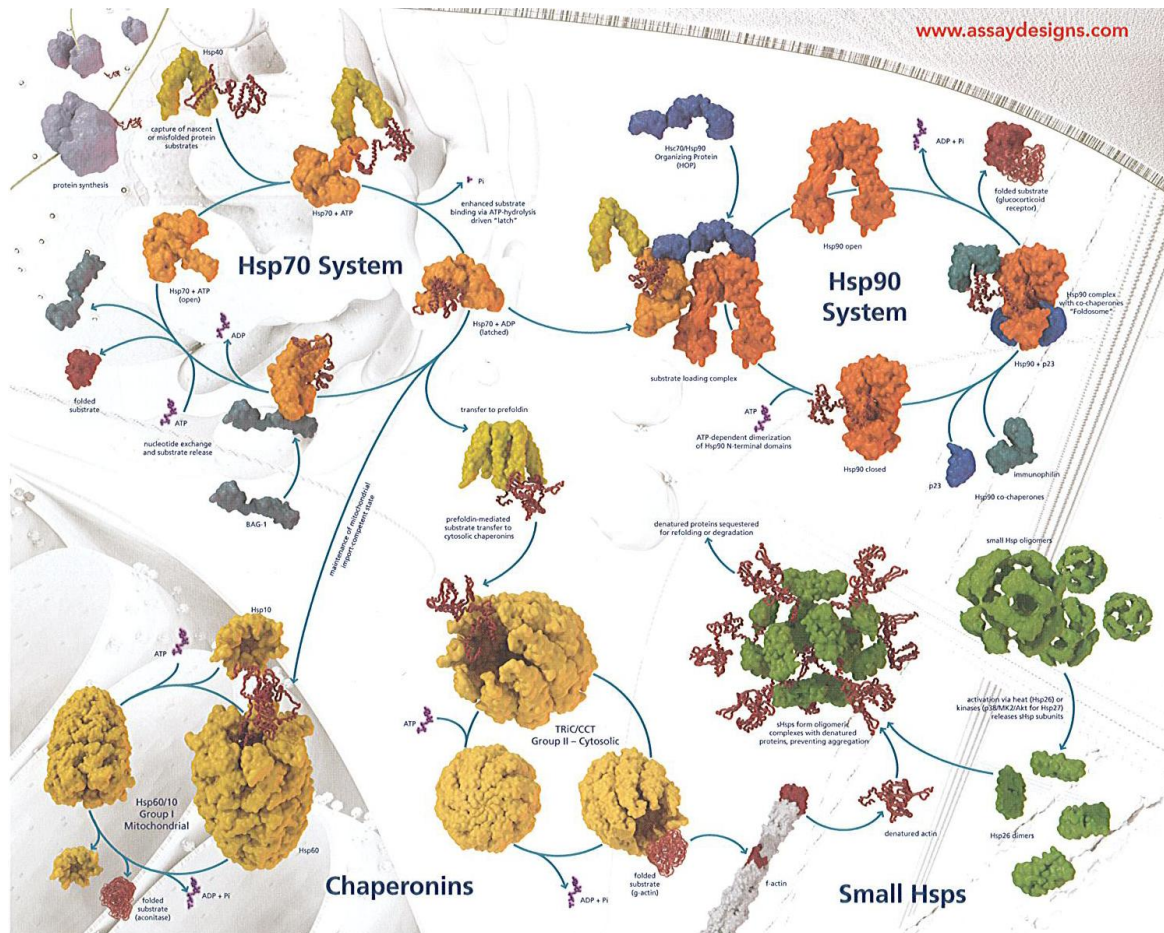 www.assaydesigns.com
Hsp40
capture of nascent
or misfolded protein
substrates
protein synthesis
Hsp70 + ATP
Pi
enhanced substrate
binding via ATP-hydrolysis
driven "latch"
Hsp70 System
Hsp70 + ATP
(open)
Hsp70 + ADP
(latched)
ADP
folded
substrate
ATP
nucleotide exchange
and substrate release
BAG-1
maintenance of mitochondrial
import-competent state
transfer to prefoldin
prefoldin-mediated
substrate transfer to
cytosolic chaperonins
Hsc70/Hsp90
Organizing Protein
(HOP)
Hsp90 open
ADP + Pi
folded substrate
(glucocorticoid
receptor)
Hsp90
System
Hsp90 complex
with co-chaperones
"Foldosome"
Hsp90 + p23
substrate loading complex
ATP
ATP-dependent dimerization
of Hsp90 N-terminal domains
Hsp90 closed
p23
immunophilin
Hsp90 co-chaperones
denatured proteins sequestered
for refolding or degradation
small Hsp oligomers
activation via heat (Hsp26) or
kinases (p38/MK2/Akt for Hsp27)
releases sHsp subunits
sHsps form oligomeric
complexes with denatured
proteins, preventing aggregation
Hsp26 dimers
denatured actin
f-actin
Small Hsps
Hsp10
ATP
Hsp60/10
Group I
Mitochondrial
Hsp60
folded
substrate
(aconitase)
ADP + Pi
Chaperonins
ATP
TRiC/CCT
Group II – Cytosolic
folded
substrate
(g-actin)
ADP + Pi